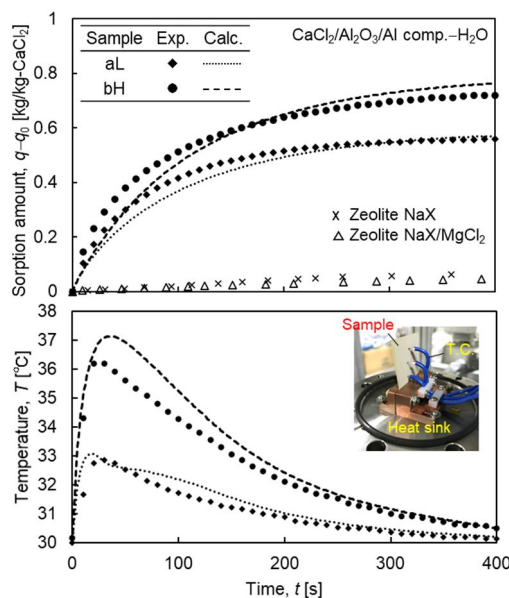 CaCl₂/Al₂O₃/Al comp.–H₂O
Sample Exp. Calc.
aL
bH
Sorption amount, q–q₀ [kg/kg-CaCl₂]
1
0.8
0.6
0.4
0.2
0
× Zeolite NaX
△ Zeolite NaX/MgCl₂
Temperature, T [°C]
38
37
36
35
34
33
32
31
30
Sample
T.C.
Heat sink
0 100 200 300 400
Time, t [s]